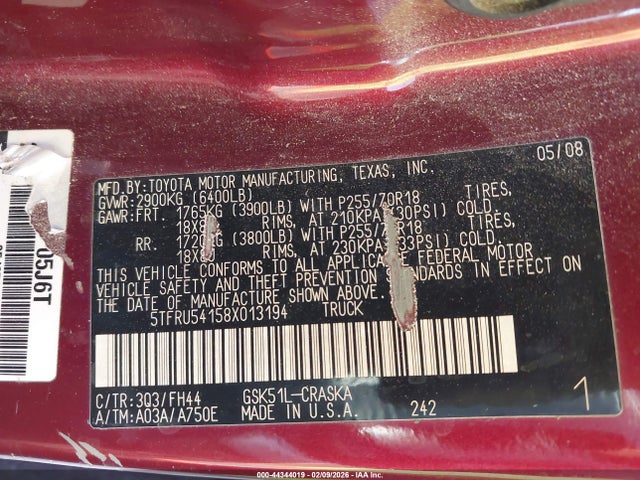 05/08
MFD.BY: TOYOTA MOTOR MANUFACTURING, TEXAS, INC.
GVWR: 2900KG (6400LB)
GAWR: FRT. 1765KG (3900LB) WITH P255/70R18 TIRES,
18X8 RIMS, AT 210KPA 30PSI) COLD,
RR. 172 KG (3800LB) WITH P255/ R18 TIRES,
18X RIMS, AT 230KPA 33PSI) COLD.
THIS VEHICLE CONFORMS TO ALL APPLICABLE FEDERAL MOTOR
VEHICLE SAFETY AND THEFT PREVENTION STANDARDS IN EFFECT ON
THE DATE OF MANUFACTURE SHOWN ABOVE.
5TFRU54158X013194 TRUCK
C/TR: 3Q3/FH44 GSK51L-CRASKA
A/TM: A03A/A750E MADE IN U.S.A. 242 1
05J6T
000-44344019 - 02/09/2026 - IAA Inc.